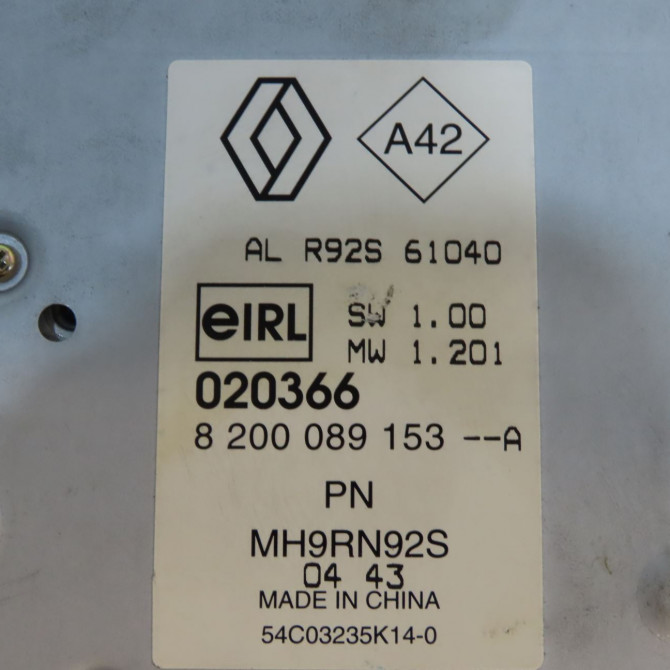 A42
AL R92S 61040
eIRL
SW 1.00
MW 1.201
020366
8 200 089 153 --A
PN
MH9RN92S
04 43
MADE IN CHINA
54C03235K14-0